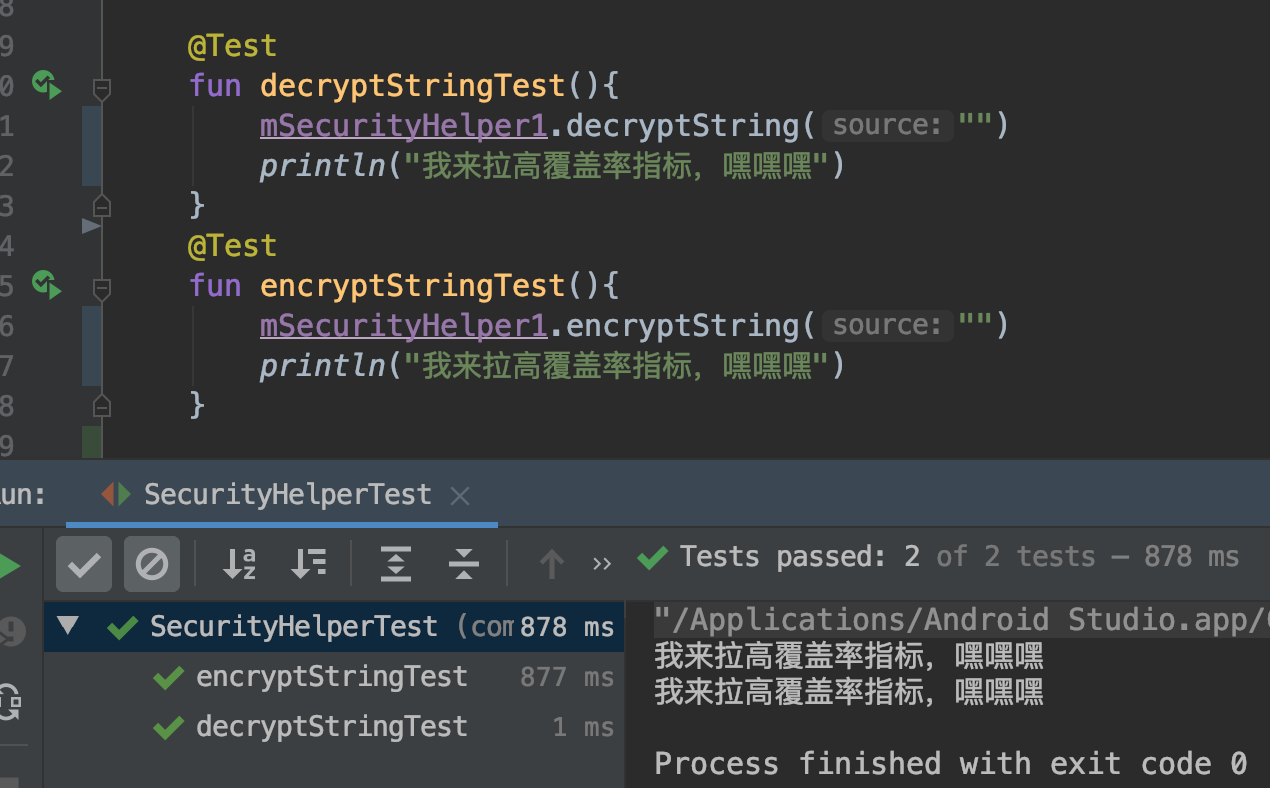 8
9 @Test
0 fun decryptStringTest(){
1 mSecurityHelper1.decryptString( source: "")
2 println("我来拉高覆盖率指标，嘿嘿嘿")
3 }
4 @Test
5 fun encryptStringTest(){
6 mSecurityHelper1.encryptString( source: "")
7 println("我来拉高覆盖率指标，嘿嘿嘿")
8 }
9
un: SecurityHelperTest
Tests passed: 2 of 2 tests – 878 ms
SecurityHelperTest (com 878 ms
encryptStringTest 877 ms
decryptStringTest 1 ms
"/Applications/Android Studio.app/
我来拉高覆盖率指标，嘿嘿嘿
我来拉高覆盖率指标，嘿嘿嘿
Process finished with exit code 0